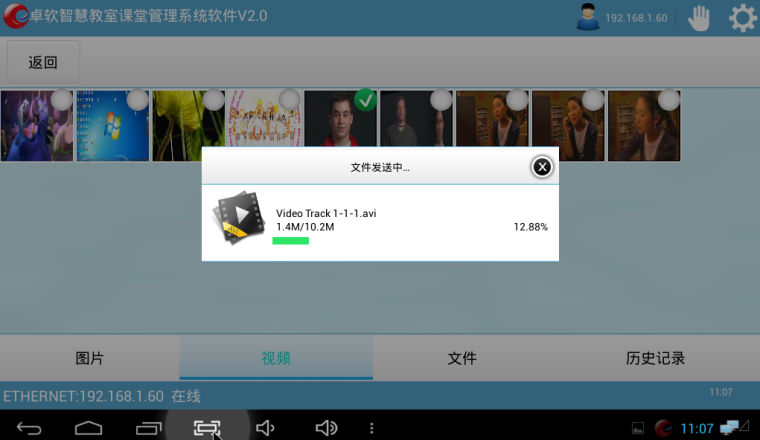 卓软智慧教室课堂管理系统软件V2.0
192.168.1.60
返回
文件发送中...
X
Video Track 1-1-1.avi
1.4M/10.2M
12.88%
AVI
图片
视频
文件
历史记录
ETHERNET:192.168.1.60 在线
11:07
11:07